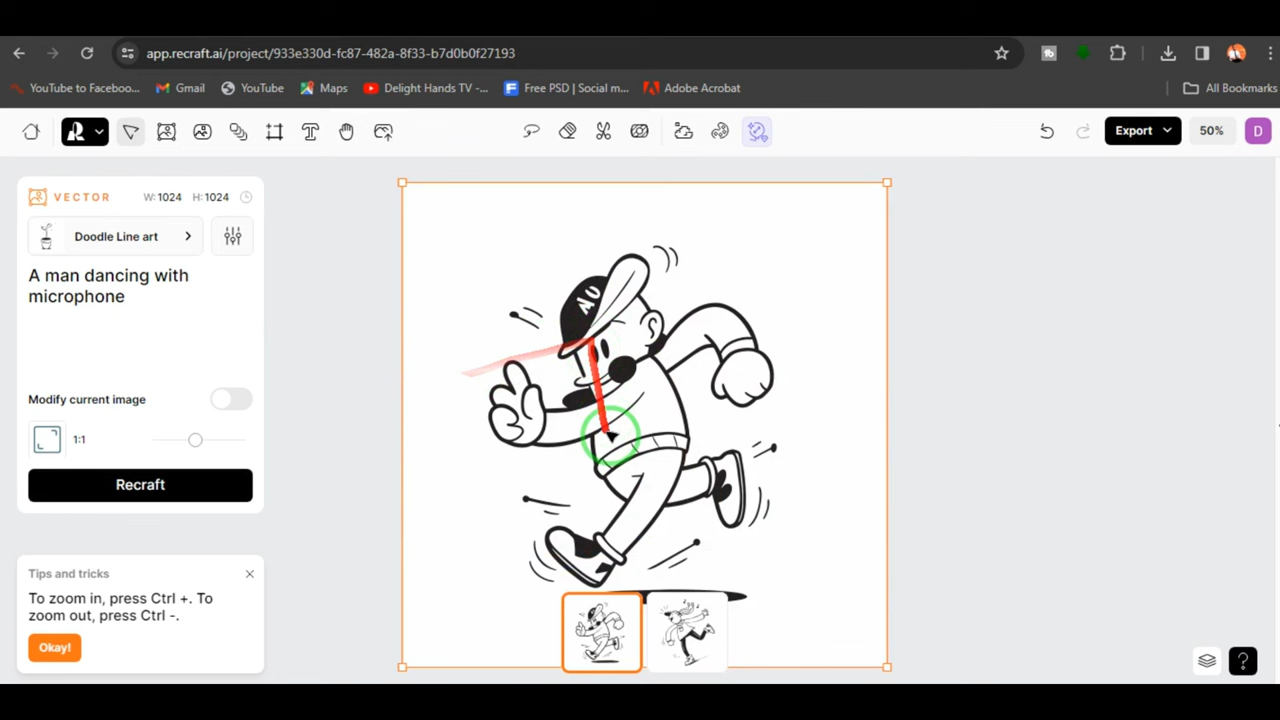 app.recraft.ai/project/933e330d-fc87-482a-8f33-b7d0b0f27193
YouTube to Faceboo... Gmail YouTube Maps Delight Hands TV -... Free PSD | Social m... Adobe Acrobat All Bookmarks
Export 50% D
VECTOR W: 1024 H: 1024
Doodle Line art
A man dancing with
microphone
AU
Modify current image
1:1
Recraft
Tips and tricks
To zoom in, press Ctrl +. To
zoom out, press Ctrl -.
Okay!
?